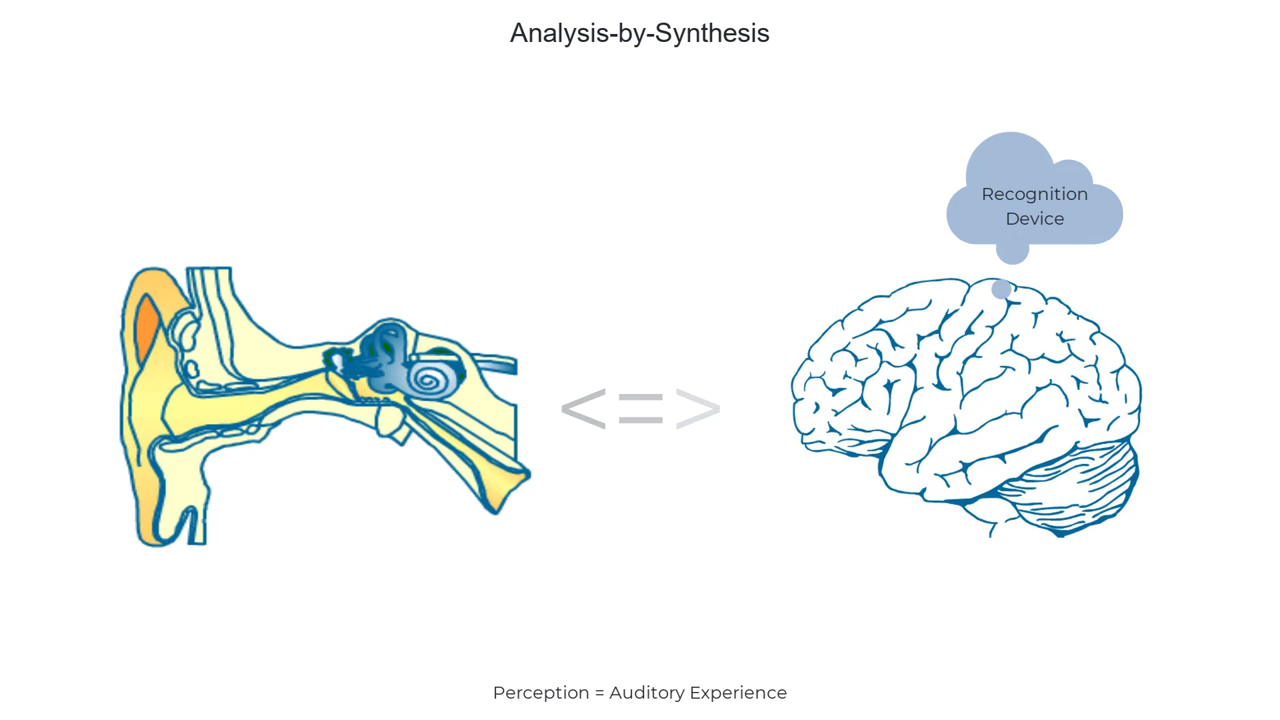 Analysis-by-Synthesis
Recognition
Device
<=>
Perception = Auditory Experience